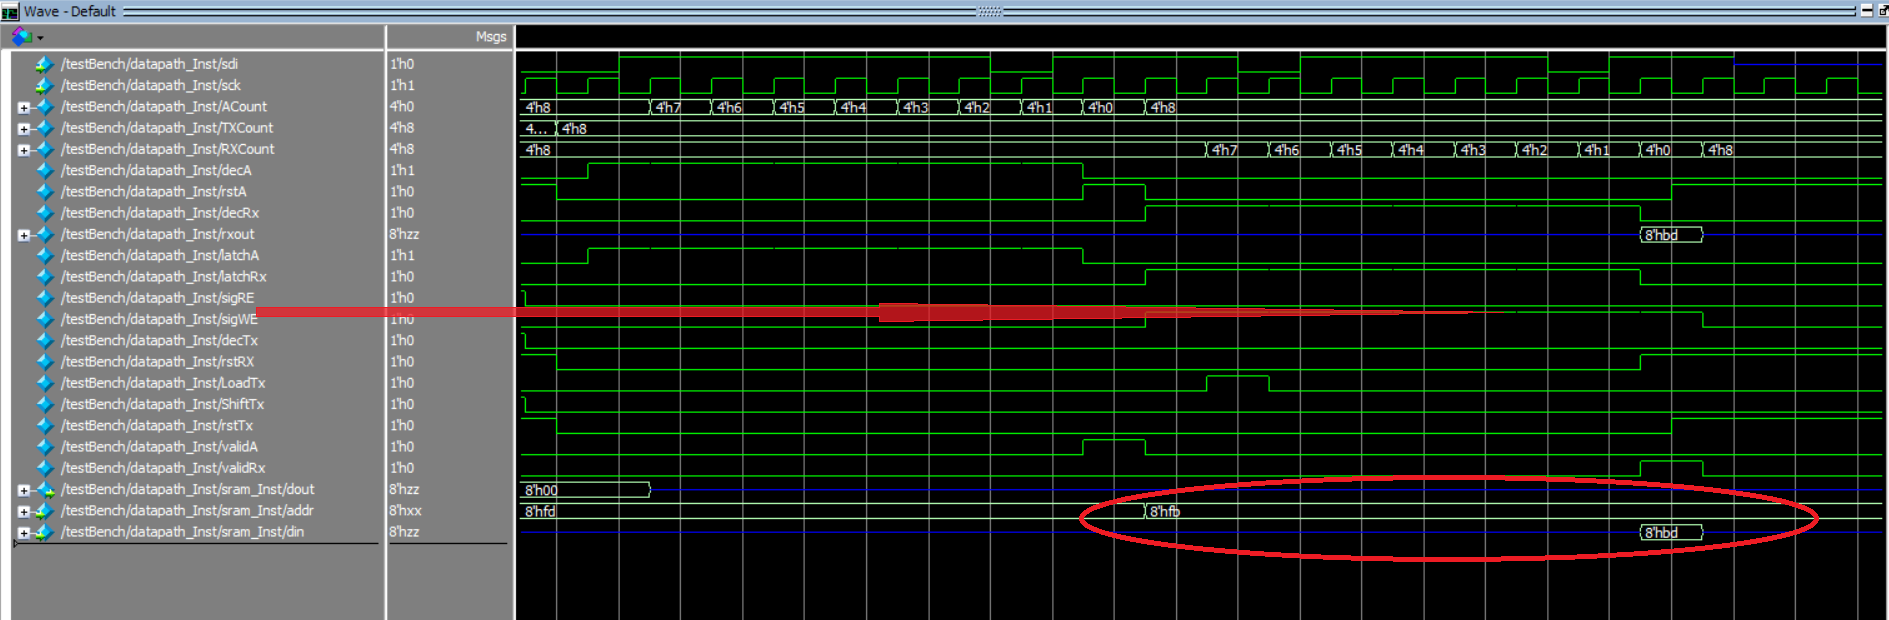 Wave - Default
Msgs
/testBench/datapath_Inst/sdi 1'h0
/testBench/datapath_Inst/sck 1'h1
/testBench/datapath_Inst/ACount 4'h0 4'h8 4'h7 4'h6 4'h5 4'h4 4'h3 4'h2 4'h1 4'h0 4'h8
/testBench/datapath_Inst/TXCount 4'h8 4... 4'h8
/testBench/datapath_Inst/RXCount 4'h8 4'h8 4'h7 4'h6 4'h5 4'h4 4'h3 4'h2 4'h1 4'h0 4'h8
/testBench/datapath_Inst/decA 1'h1
/testBench/datapath_Inst/rstA 1'h0
/testBench/datapath_Inst/decRx 1'h0
/testBench/datapath_Inst/rxout 8'hzz 8'hbd
/testBench/datapath_Inst/latchA 1'h1
/testBench/datapath_Inst/latchRx 1'h0
/testBench/datapath_Inst/sigRE 1'h0
/testBench/datapath_Inst/sigWE 1'h0
/testBench/datapath_Inst/decTx 1'h0
/testBench/datapath_Inst/rstRX 1'h0
/testBench/datapath_Inst/LoadTx 1'h0
/testBench/datapath_Inst/ShiftTx 1'h0
/testBench/datapath_Inst/rstTx 1'h0
/testBench/datapath_Inst/validA 1'h0
/testBench/datapath_Inst/validRx 1'h0
/testBench/datapath_Inst/sram_Inst/dout 8'hzz 8'h00
/testBench/datapath_Inst/sram_Inst/addr 8'hxx 8'hfd 8'hfb
/testBench/datapath_Inst/sram_Inst/din 8'hzz 8'hbd